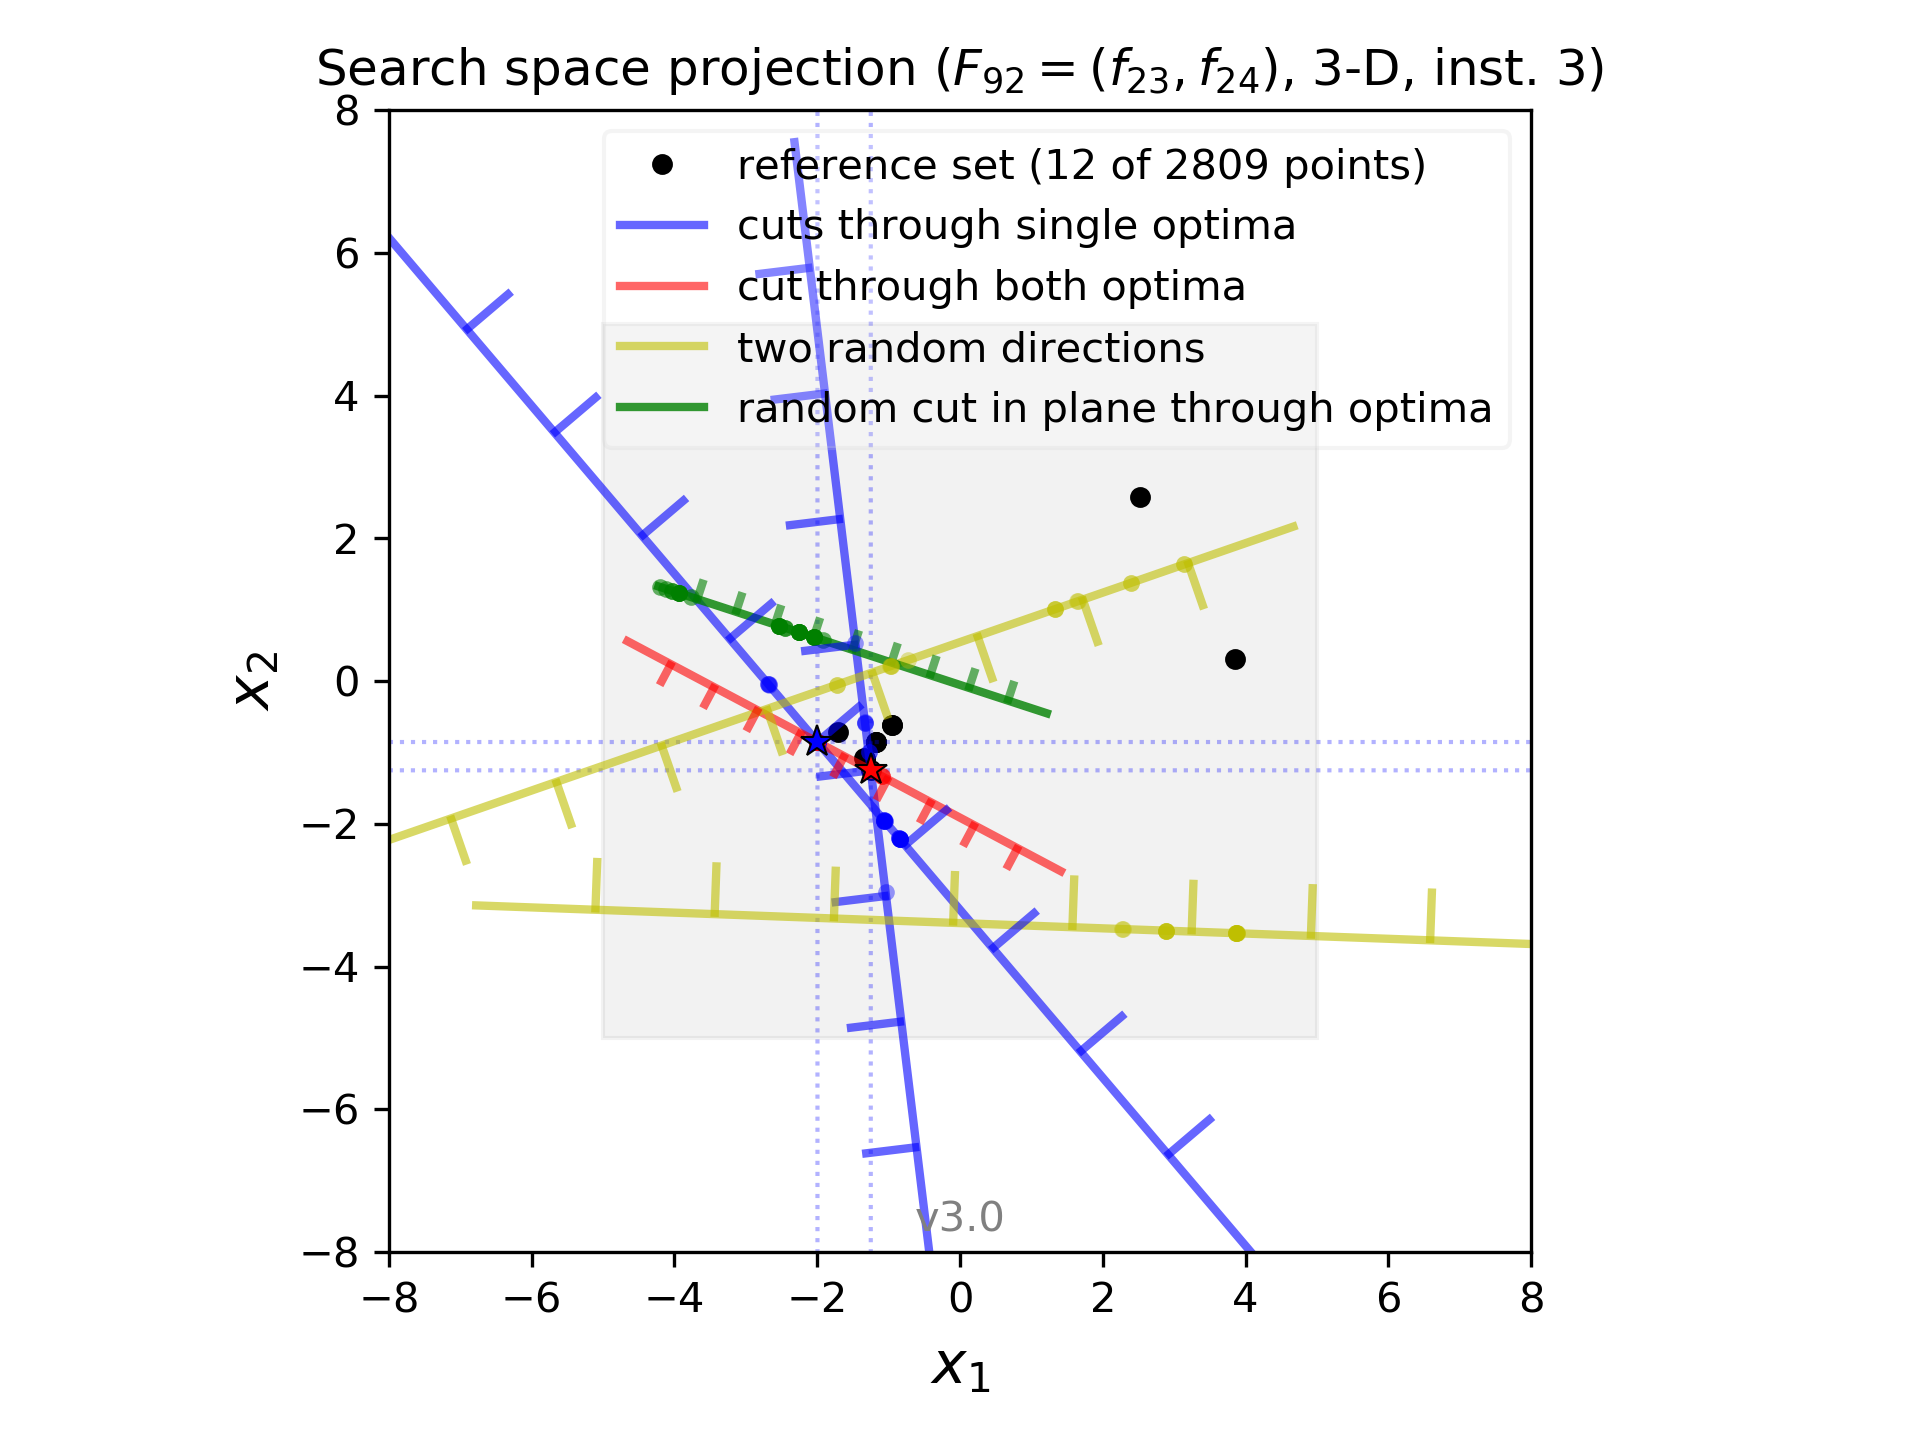 Search space projection (F92 = (f23, f24), 3-D, inst. 3)
reference set (12 of 2809 points)
cuts through single optima
cut through both optima
two random directions
random cut in plane through optima
8
6
4
2
0
−2
−4
−6
−8
x2
v3.0
−8 −6 −4 −2 0 2 4 6 8
x1